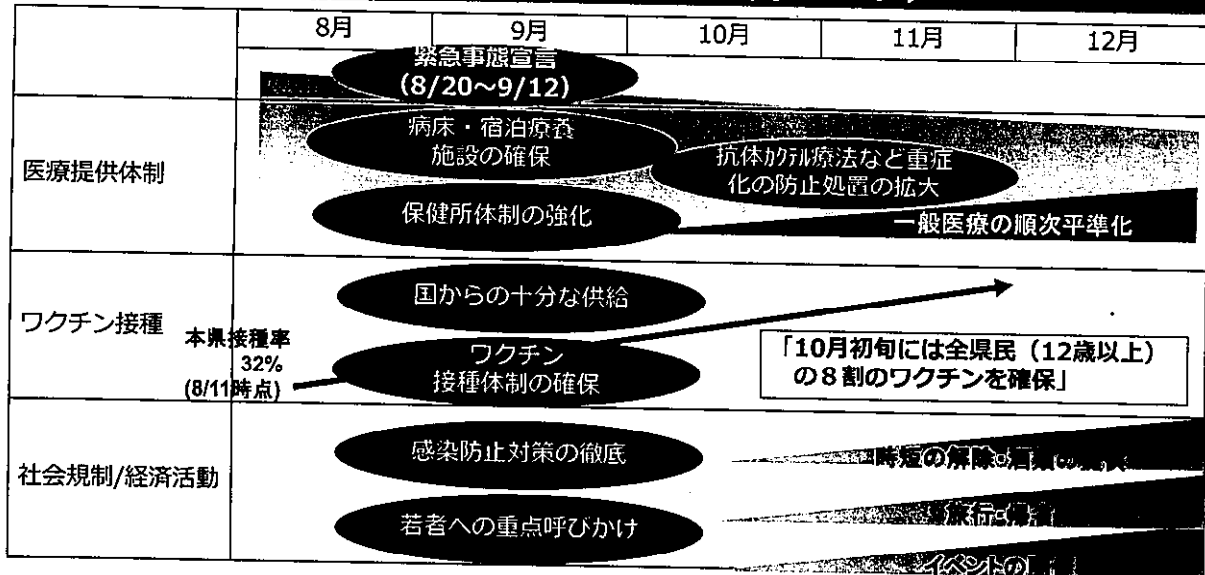 8月
9月
10月
11月
12月
緊急事態宣言
(8/20～9/12)
医療提供体制
病床・宿泊療養
施設の確保
抗体ｶｸﾃﾙ療法など重症
化の防止処置の拡大
保健所体制の強化
一般医療の順次平準化
ワクチン接種
国からの十分な供給
本県接種率
32%
(8/11時点)
ワクチン
接種体制の確保
「10月初旬には全県民（12歳以上）
の８割のワクチンを確保」
社会規制/経済活動
感染防止対策の徹底
時短の解除・酒類の
若者への重点呼びかけ
旅行・帰省
イベントの